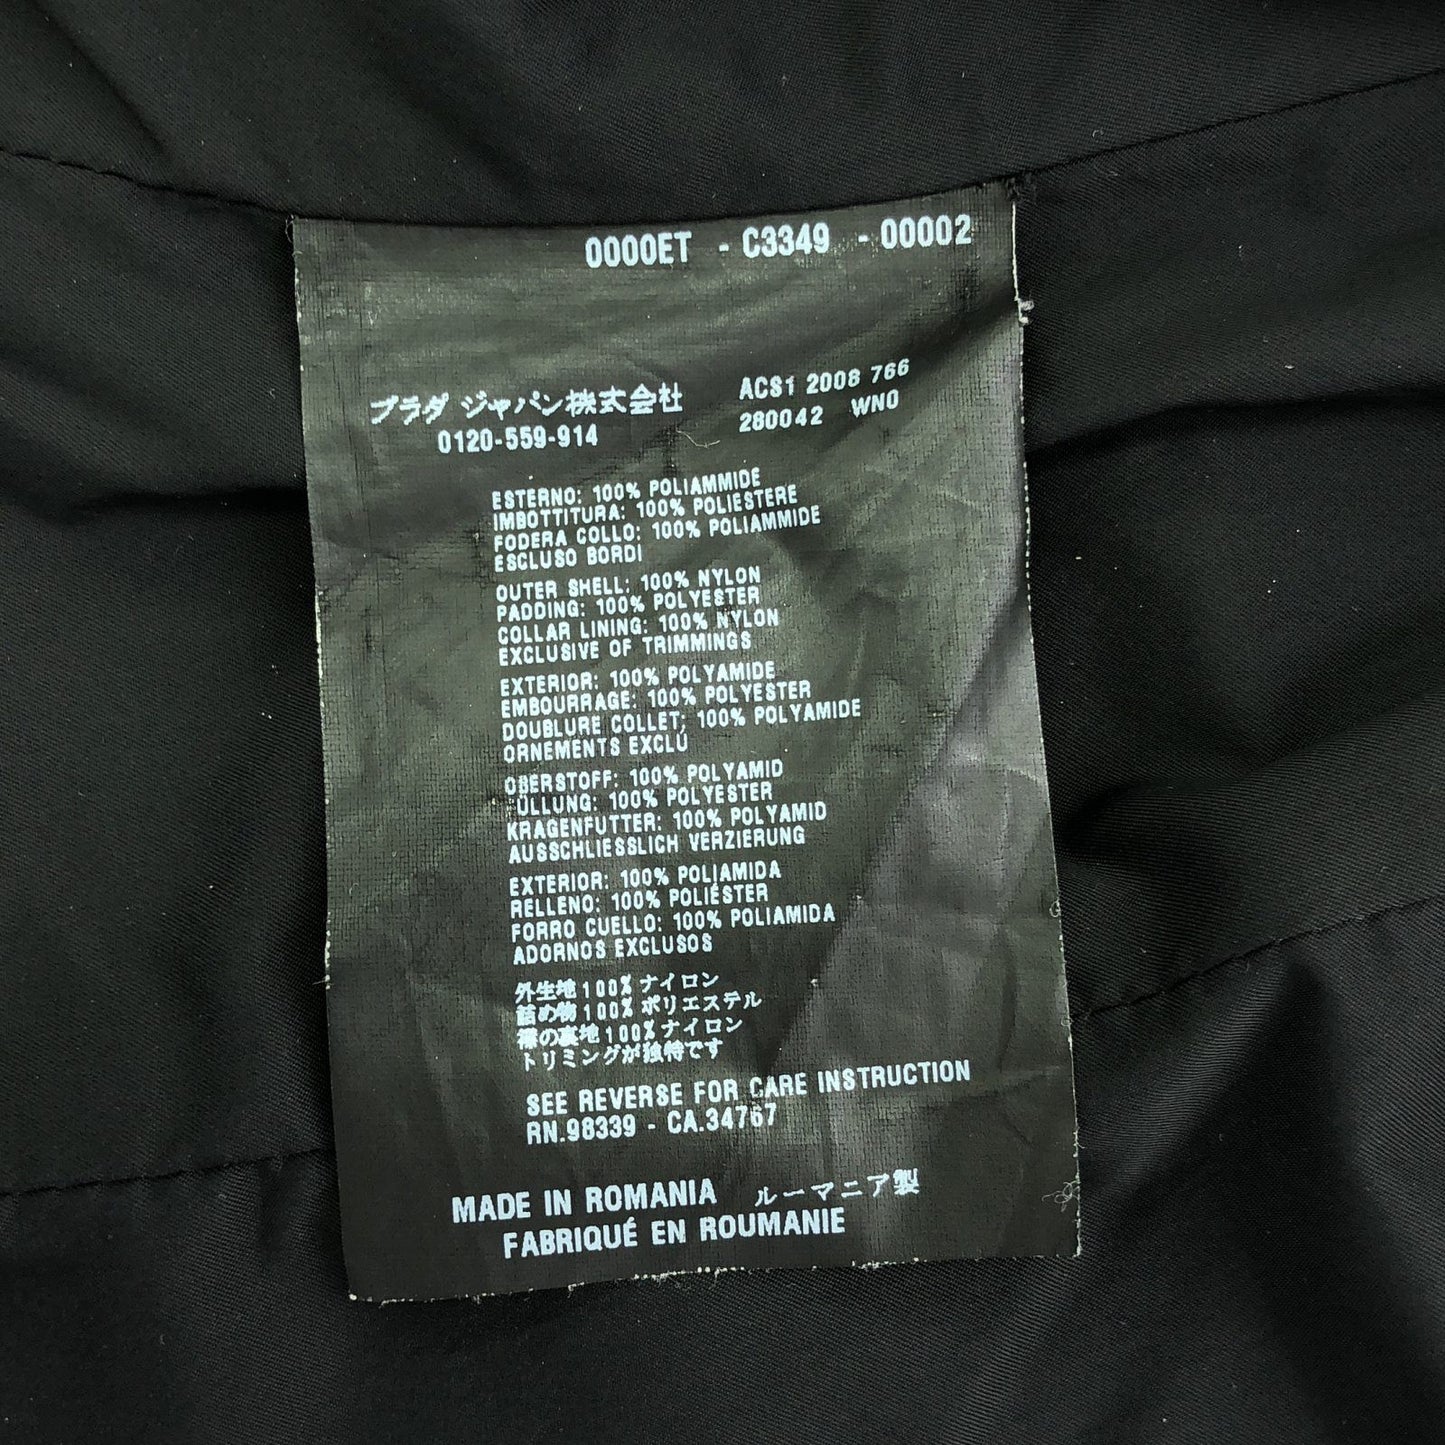 0000ET - C3349 - 00002
プラダ ジャパン株式会社
0120-559-914
ACS1 2008 766
280042 WNO
ESTERNO: 100% POLIAMMIDE
IMBOTTITURA: 100% POLIESTERE
FODERA COLLO: 100% POLIAMMIDE
ESCLUSO BORDI
OUTER SHELL: 100% NYLON
PADDING: 100% POLYESTER
COLLAR LINING: 100% NYLON
EXCLUSIVE OF TRIMMINGS
EXTERIOR: 100% POLYAMIDE
EMBOURRAGE: 100% POLYESTER
DOUBLURE COLLET; 100% POLYAMIDE
ORNEMENTS EXCLU
OBERSTOFF: 100% POLYAMID
ÜLLUNG: 100% POLYESTER
KRAGENFUTTER: 100% POLYAMID
AUSSCHLIESSLICH VERZIERUNG
EXTERIOR: 100% POLIAMIDA
RELLENO: 100% POLIÉSTER
FORRO CUELLO: 100% POLIAMIDA
ADORNOS EXCLUSOS
外生地100%ナイロン
詰め物100%ポリエステル
襟の裏地100%ナイロン
トリミングが独特です
SEE REVERSE FOR CARE INSTRUCTION
RN.98339 - CA.34767
MADE IN ROMANIA ルーマニア製
FABRIQUÉ EN ROUMANIE